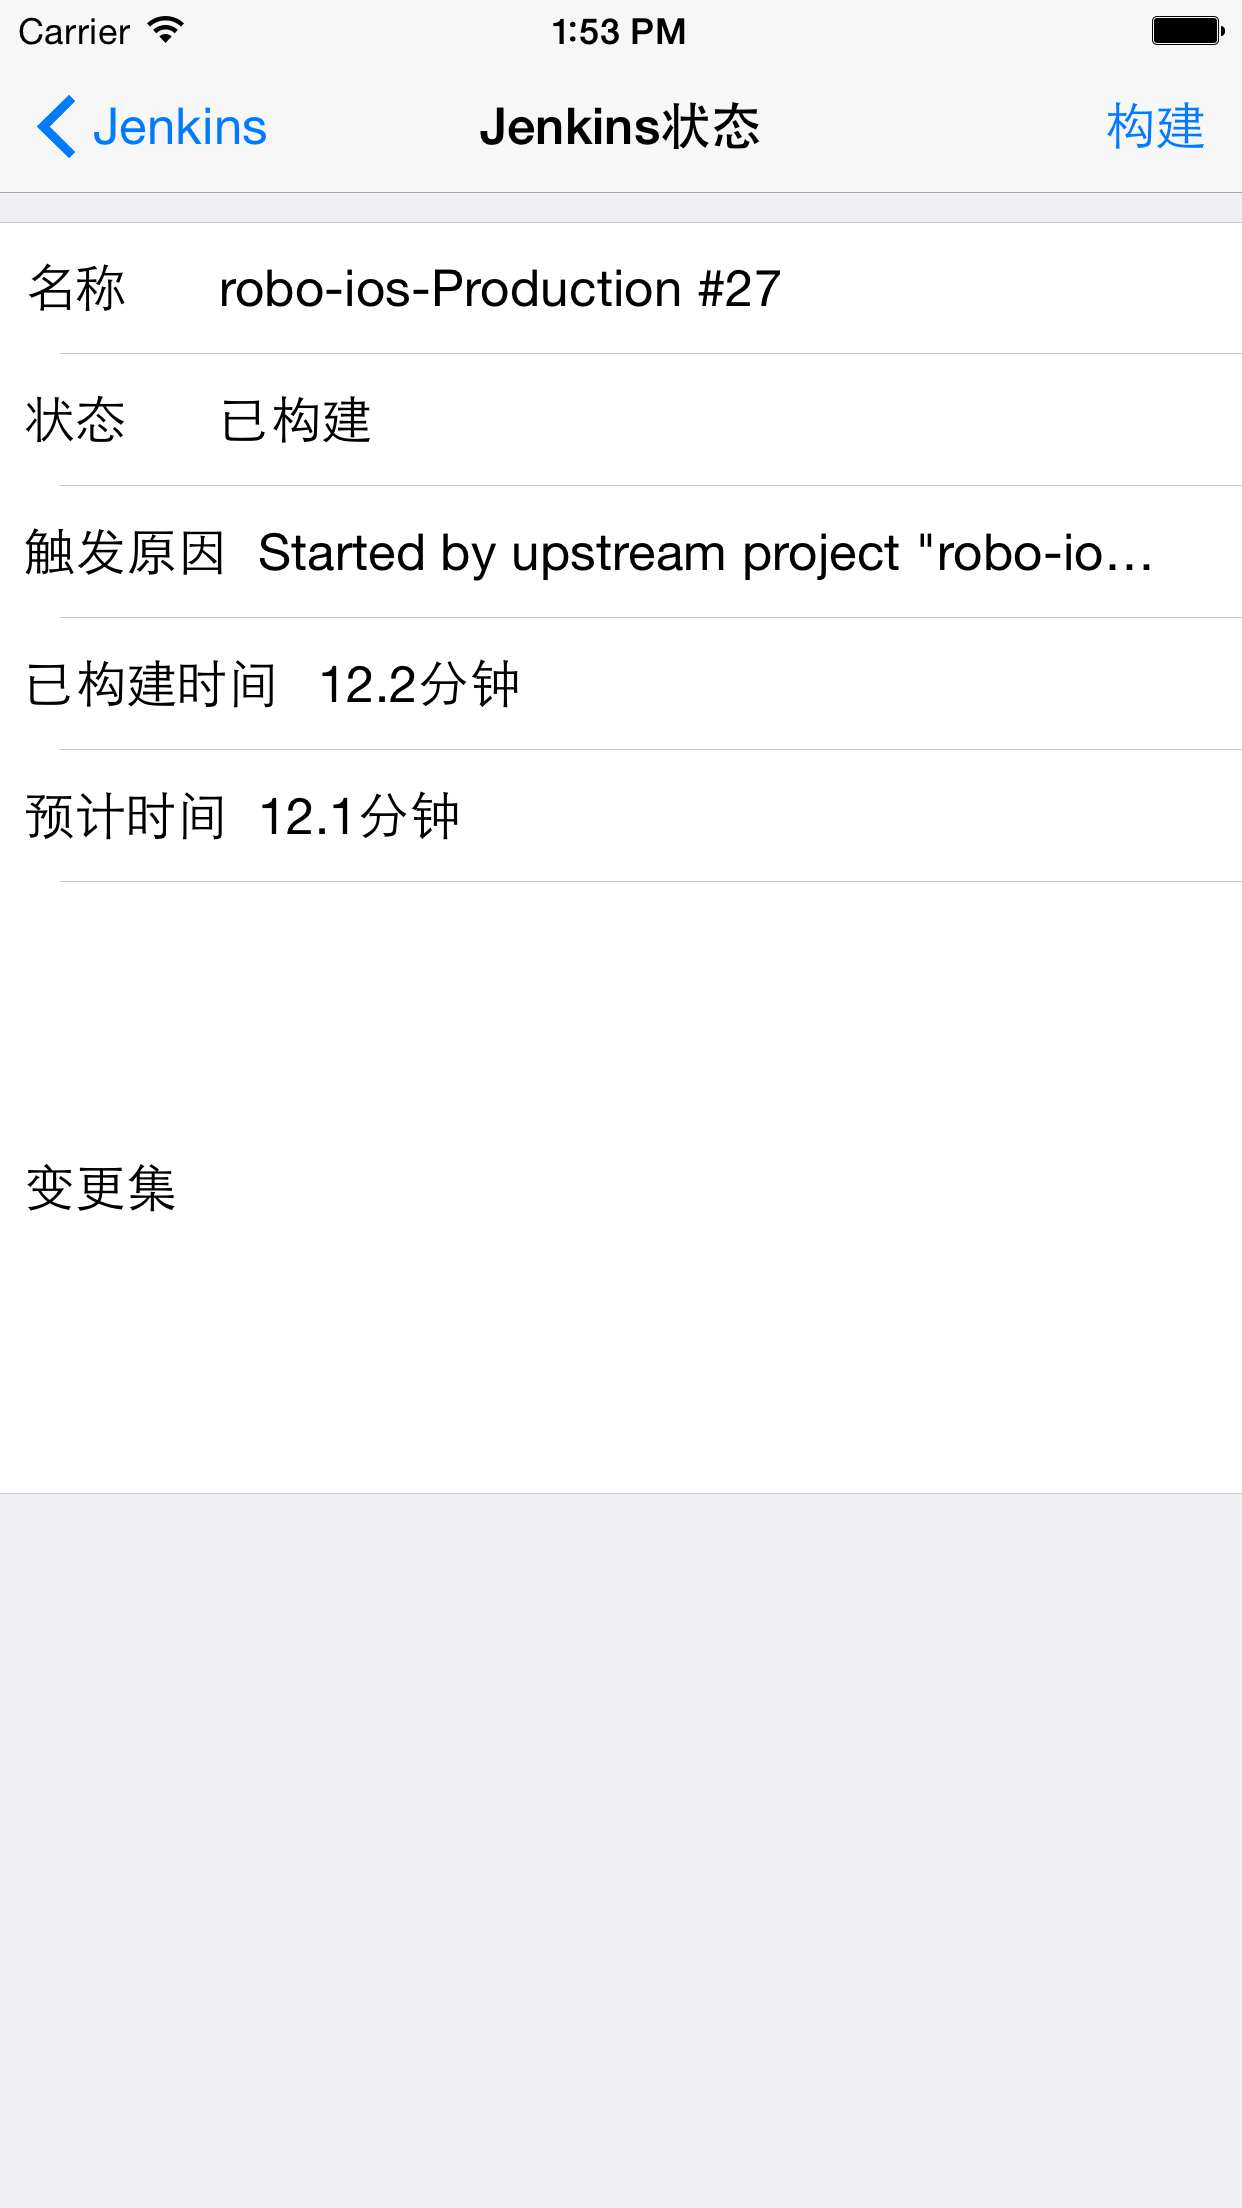 Carrier 1:53 PM
Jenkins Jenkins状态 构建
名称 robo-ios-Production #27
状态 已构建
触发原因 Started by upstream project "robo-io...
已构建时间 12.2分钟
预计时间 12.1分钟
变更集